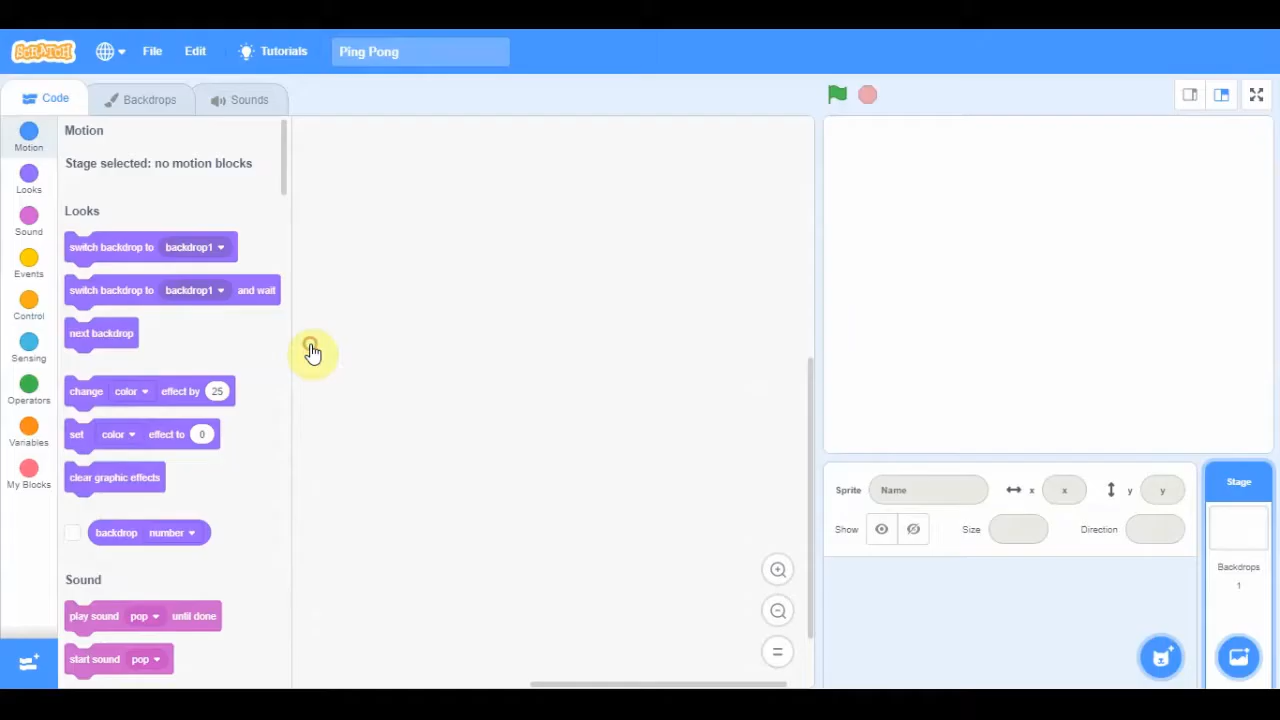 SCRATCH File Edit Tutorials Ping Pong
Code Backdrops Sounds
Motion
Looks
Sound
Events
Control
Sensing
Operators
Variables
My Blocks
Motion
Stage selected: no motion blocks
Looks
switch backdrop to backdrop1
switch backdrop to backdrop1 and wait
next backdrop
change color effect by 25
set color effect to 0
clear graphic effects
backdrop number
Sound
play sound pop until done
start sound pop
Sprite Name x x y y
Show Size Direction
Stage
Backdrops
1